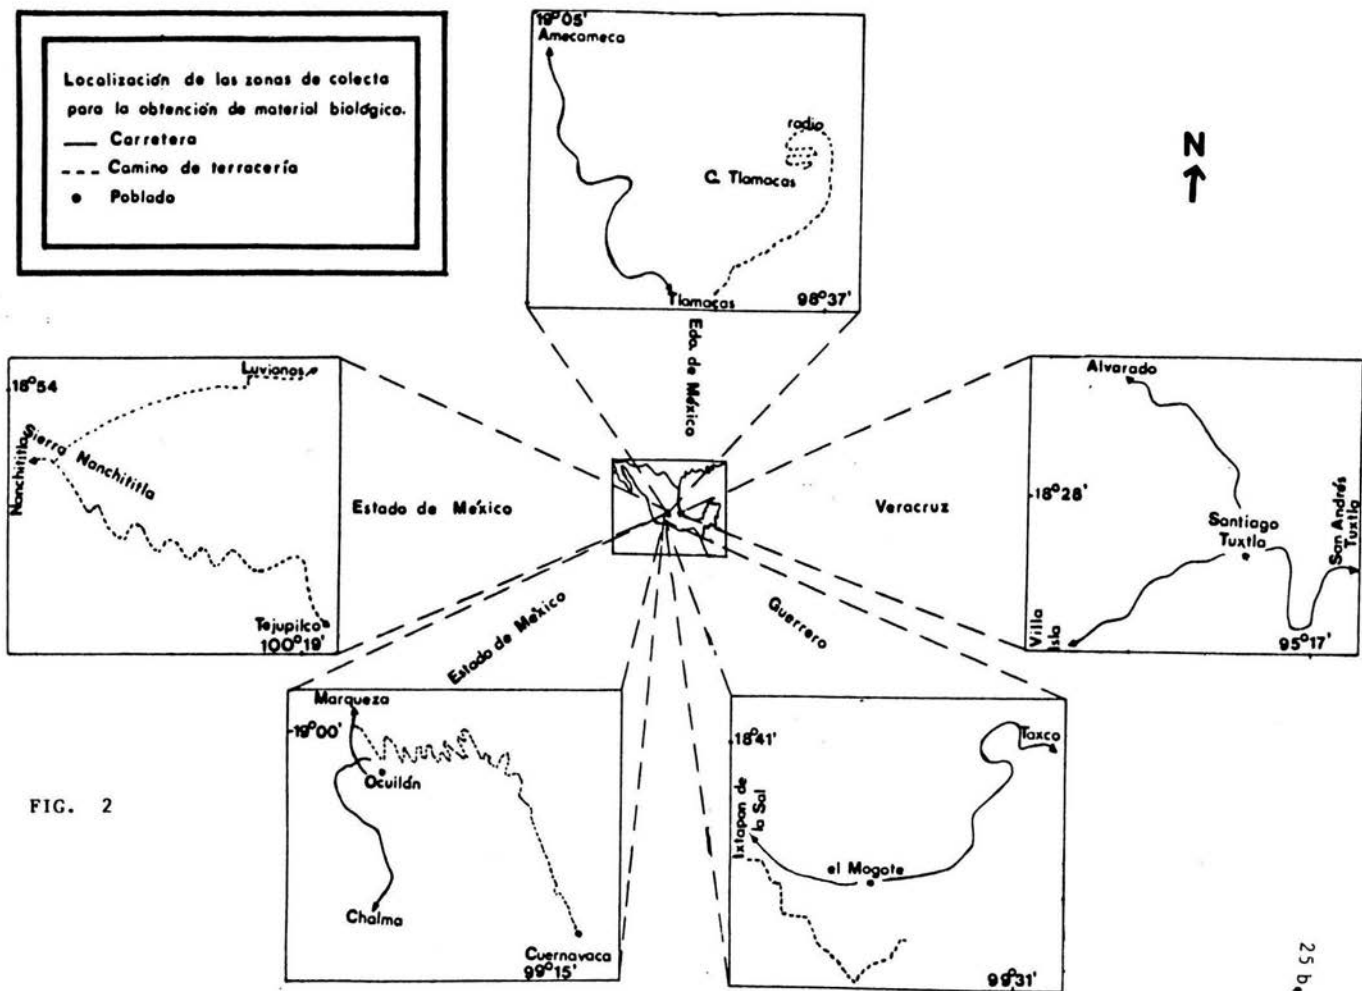 Localización de las zonas de colecta
para la obtención de material biológico.
Carretera
Camino de terracería
Poblado
19°05'
Amecameca
radio
C. Tlamacas
Tlamacas
98°37'
N
Edo. de México
Luvianos
18°54
Sierra Nanchititla
Nanchititla
Tejupilco
100°19'
Estado de México
Veracruz
Alvarado
18°28'
Santiago
Tuxtla
San Andrés
Tuxtla
Villa
Isla
95°17'
Estado de México
Guerrero
Marqueza
19°00'
Ocuilán
Chalma
Cuernavaca
99°15'
18°41'
Taxco
Ixtapan de
la Sal
el Mogote
99°31'
FIG. 2
25 b.